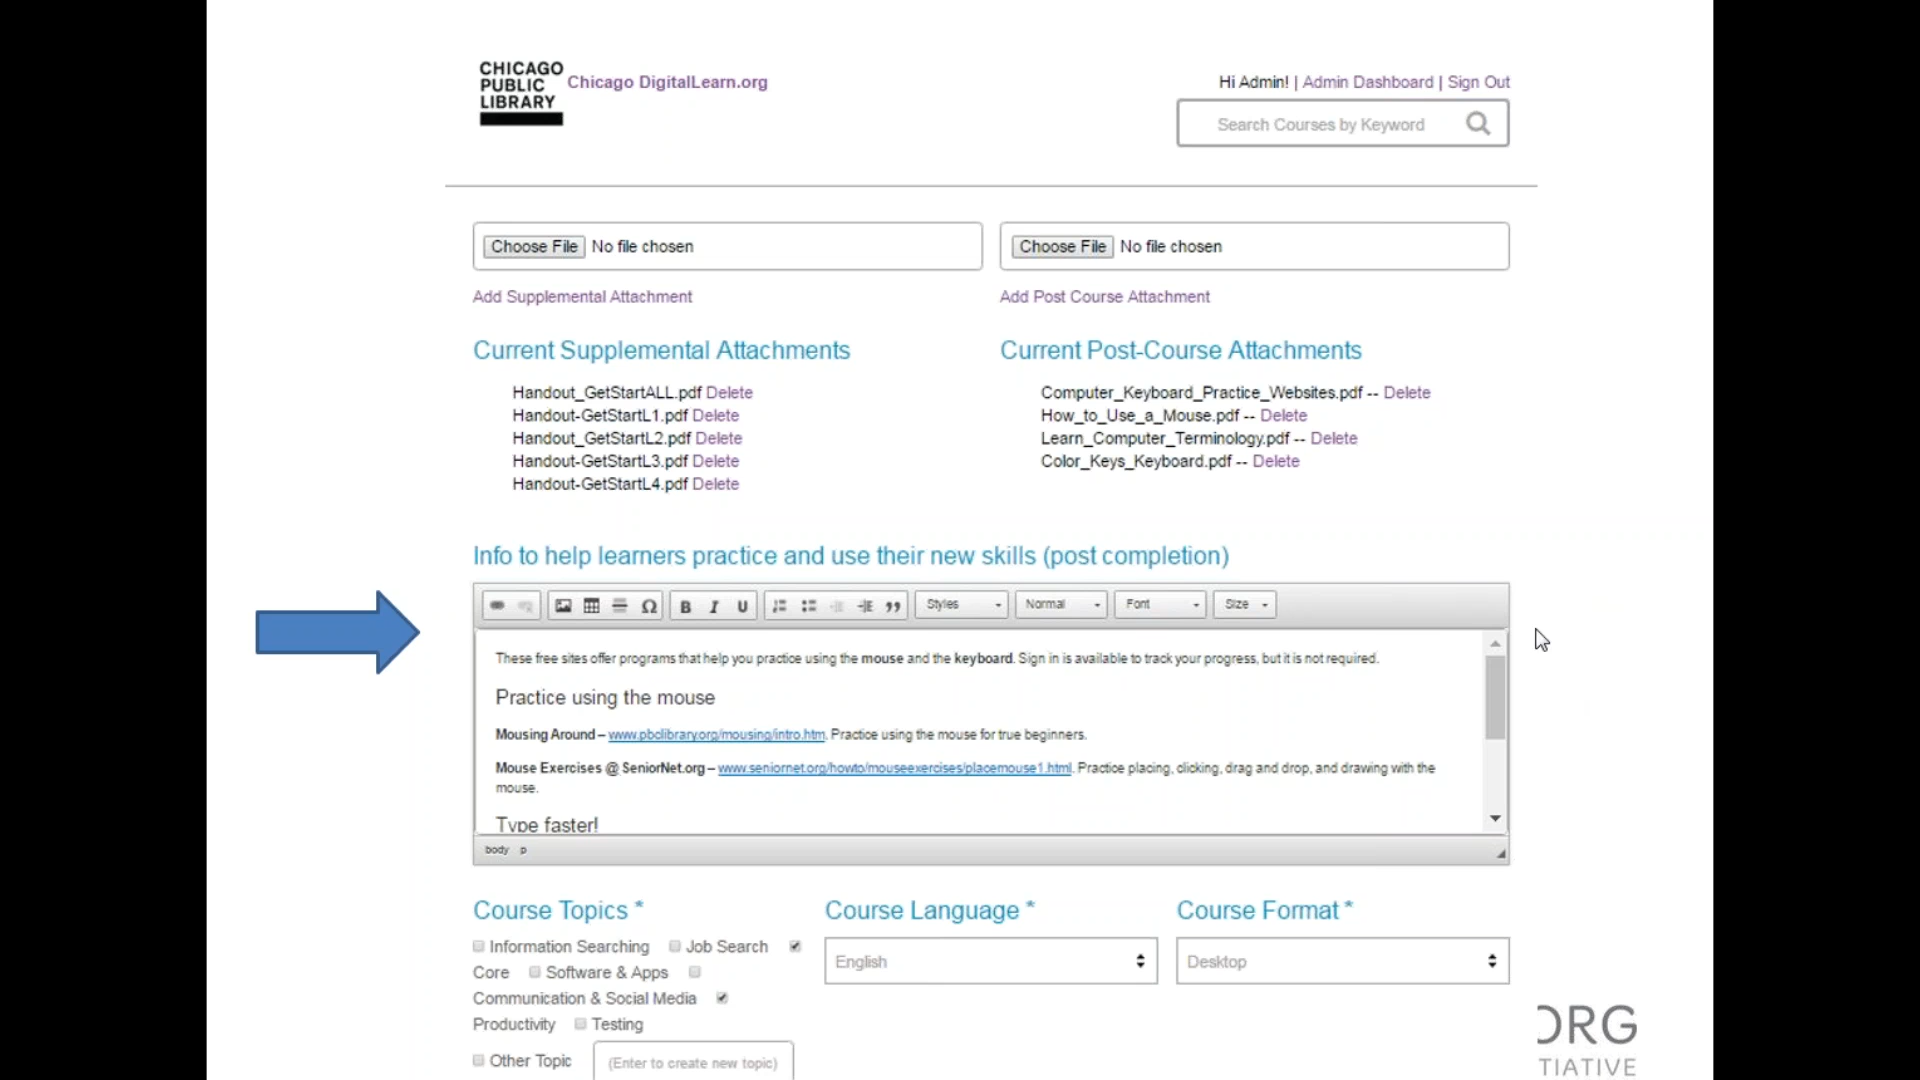 CHICAGO
PUBLIC
LIBRARY
Chicago DigitalLearn.org
Hi Admin! | Admin Dashboard | Sign Out
Search Courses by Keyword
Choose File No file chosen
Choose File No file chosen
Add Supplemental Attachment
Add Post Course Attachment
Current Supplemental Attachments
Handout_GetStartALL.pdf Delete
Handout-GetStartL1.pdf Delete
Handout_GetStartL2.pdf Delete
Handout-GetStartL3.pdf Delete
Handout-GetStartL4.pdf Delete
Current Post-Course Attachments
Computer_Keyboard_Practice_Websites.pdf -- Delete
How_to_Use_a_Mouse.pdf -- Delete
Learn_Computer_Terminology.pdf -- Delete
Color_Keys_Keyboard.pdf -- Delete
Info to help learners practice and use their new skills (post completion)
Ω B I U Styles Normal Font Size
These free sites offer programs that help you practice using the mouse and the keyboard. Sign in is available to track your progress, but it is not required.
Practice using the mouse
Mousing Around – www.pbclibrary.org/mousing/intro.htm. Practice using the mouse for true beginners.
Mouse Exercises @ SeniorNet.org – www.seniornet.org/howto/mouseexercises/placemouse1.html. Practice placing, clicking, drag and drop, and drawing with the
mouse.
Type faster!
body p
Course Topics *
Information Searching Job Search
Core Software & Apps
Communication & Social Media
Productivity Testing
Other Topic (Enter to create new topic)
Course Language *
English
Course Format *
Desktop
ORG
TIATIVE